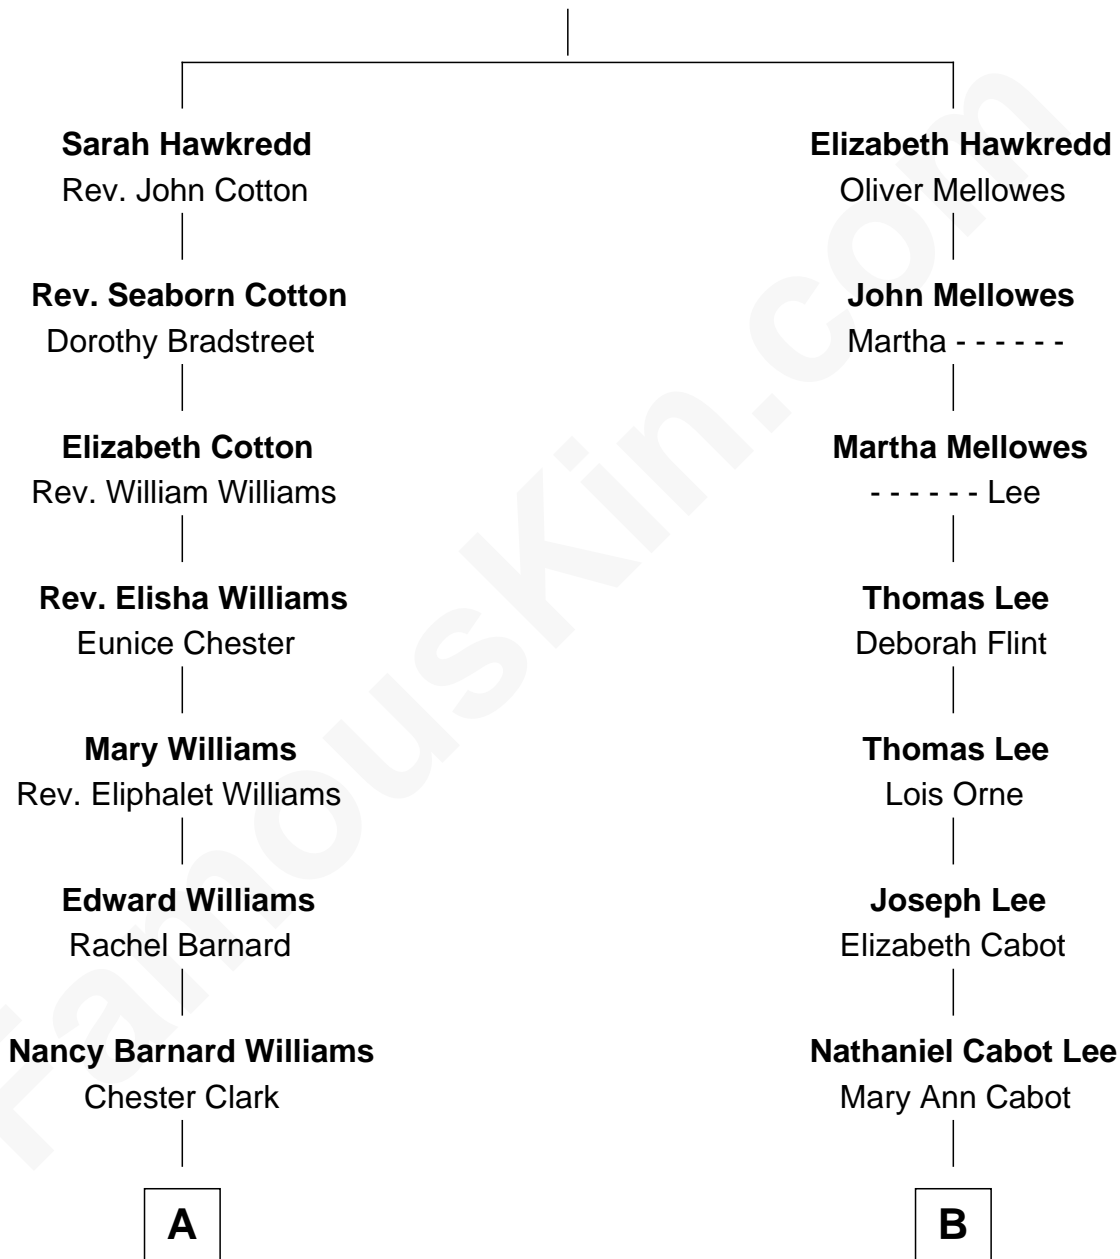 Sarah Hawkredd
Rev. John Cotton
Rev. Seaborn Cotton
Dorothy Bradstreet
Elizabeth Cotton
Rev. William Williams
Rev. Elisha Williams
Eunice Chester
Mary Williams
Rev. Eliphalet Williams
Edward Williams
Rachel Barnard
Nancy Barnard Williams
Chester Clark
A
Elizabeth Hawkredd
Oliver Mellowes
John Mellowes
Martha - - - - - -
Martha Mellowes
- - - - - - Lee
Thomas Lee
Deborah Flint
Thomas Lee
Lois Orne
Joseph Lee
Elizabeth Cabot
Nathaniel Cabot Lee
Mary Ann Cabot
B
FamousKin.com